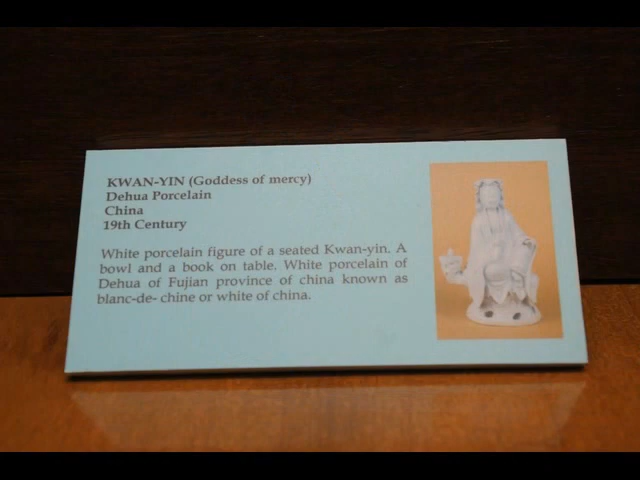 KWAN-YIN (Goddess of mercy)
Dehua Porcelain
China
19th Century
White porcelain figure of a seated Kwan-yin. A
bowl and a book on table. White porcelain of
Dehua of Fujian province of china known as
blanc-de- chine or white of china.